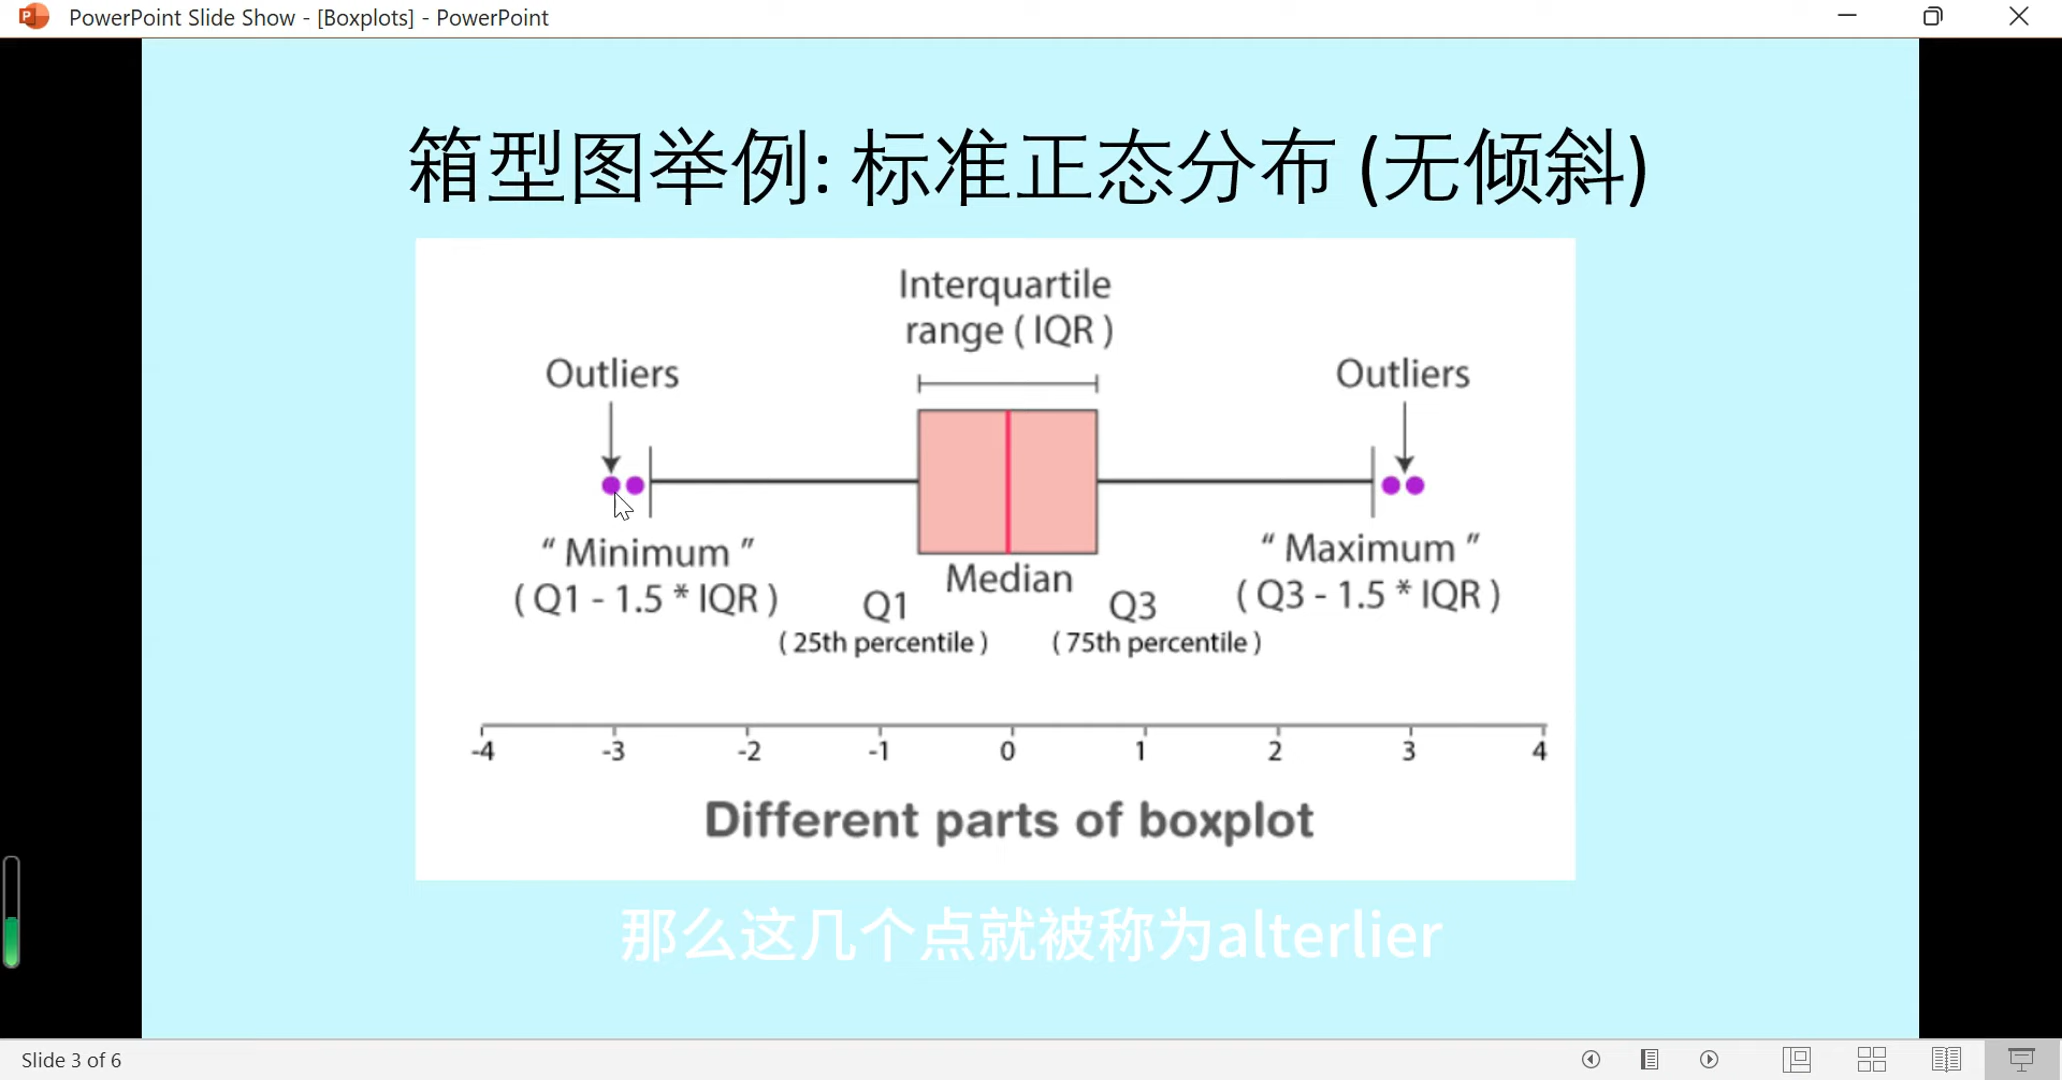 PowerPoint Slide Show - [Boxplots] - PowerPoint
箱型图举例: 标准正态分布 (无倾斜)
Interquartile
range ( IQR )
Outliers
Outliers
“ Minimum ”
( Q1 - 1.5 * IQR )
Median
Q1
( 25th percentile )
Q3
( 75th percentile )
“ Maximum ”
( Q3 - 1.5 * IQR )
-4 -3 -2 -1 0 1 2 3 4
Different parts of boxplot
那么这几个点就被称为alterlier
Slide 3 of 6